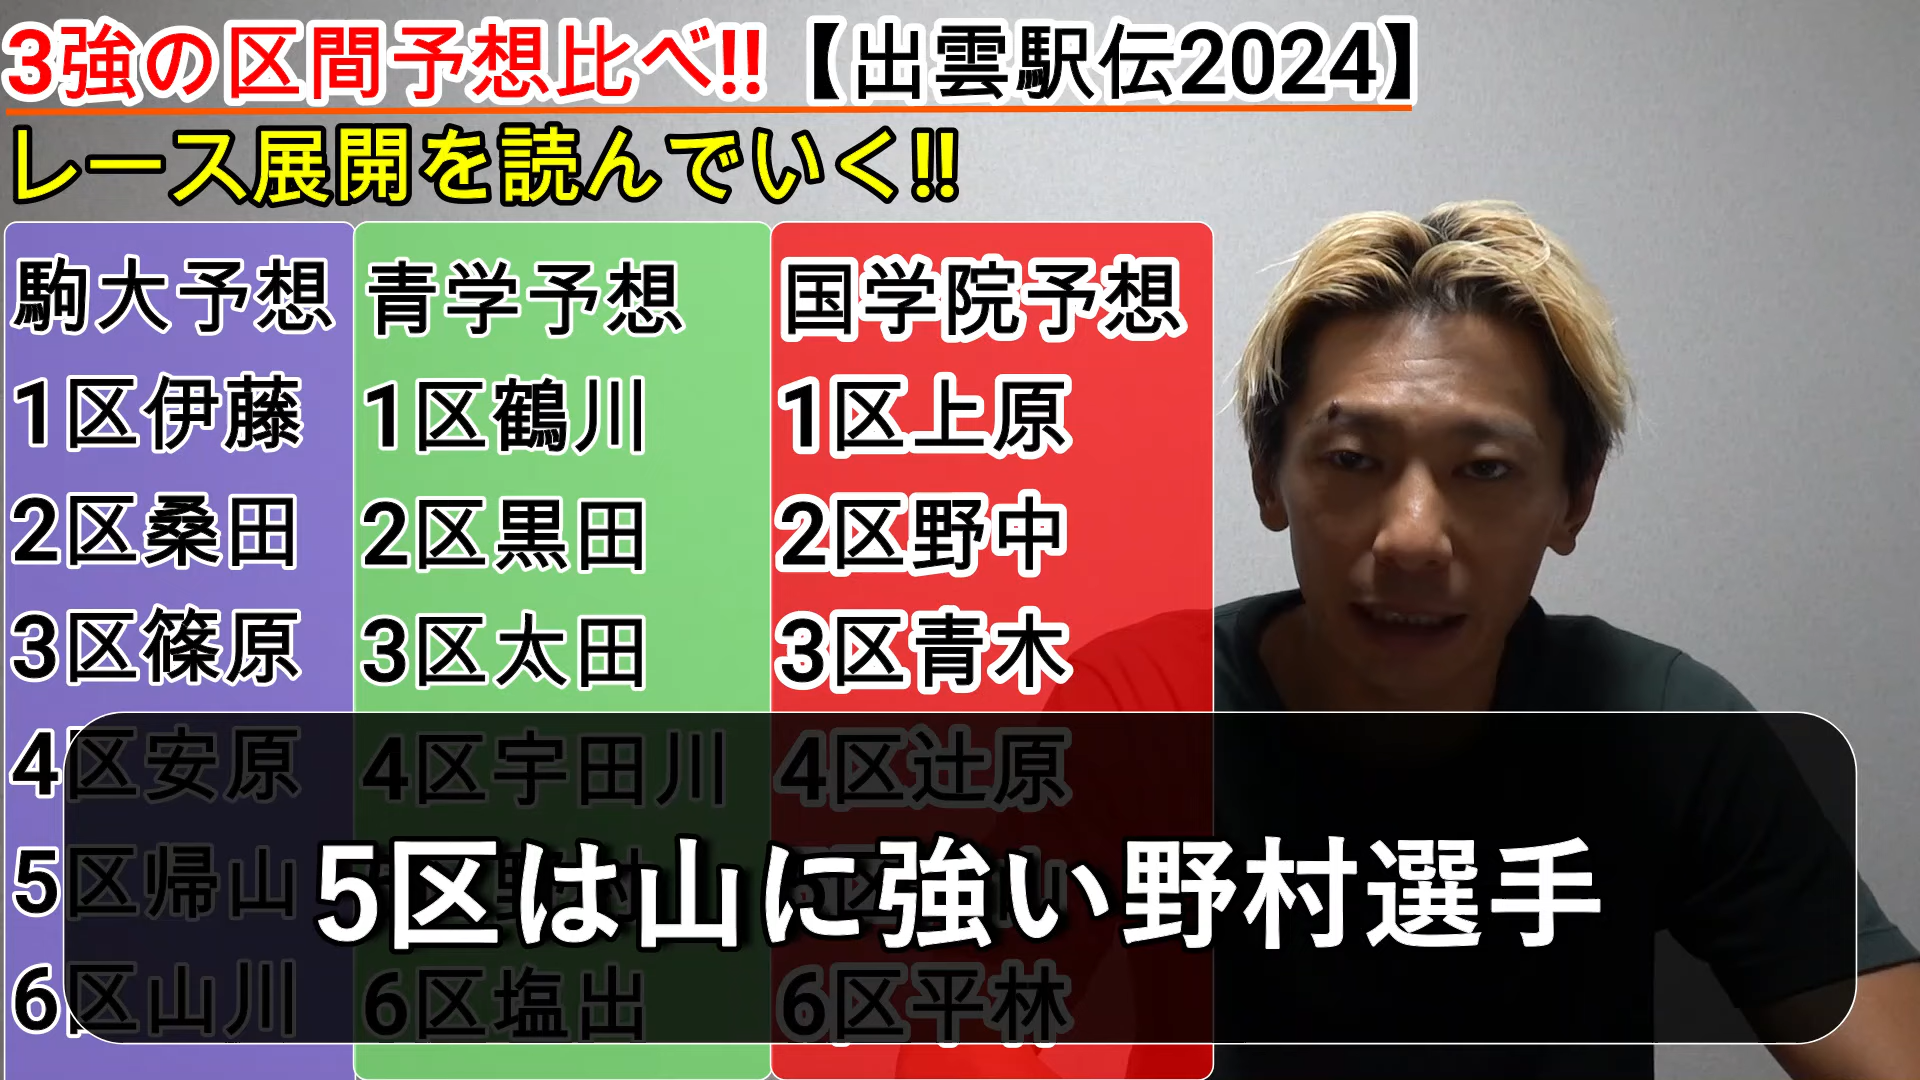 3強の区間予想比べ!!【出雲駅伝2024】
レース展開を読んでいく!!
駒大予想
1区伊藤
2区桑田
3区篠原
4区安原
5区帰山
6区山川
青学予想
1区鶴川
2区黒田
3区太田
4区宇田川
6区塩出
国学院予想
1区上原
2区野中
3区青木
4区辻原
6区平林
5区は山に強い野村選手